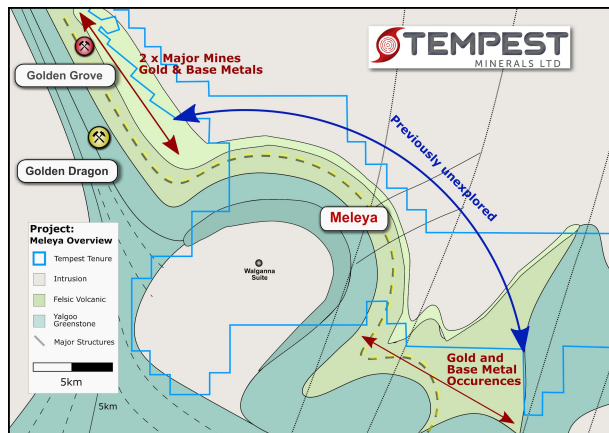 TEMPEST
MINERALS LTD
2 x Major Mines
Gold & Base Metals
Golden Grove
Golden Dragon
Previously unexplored
Meleya
Walganna
Suite
Project:
Meleya Overview
Tempest Tenure
Intrusion
Felsic Volcanic
Yalgoo
Greenstone
Major Structures
5km
5km
Gold and
Base Metal
Occurences